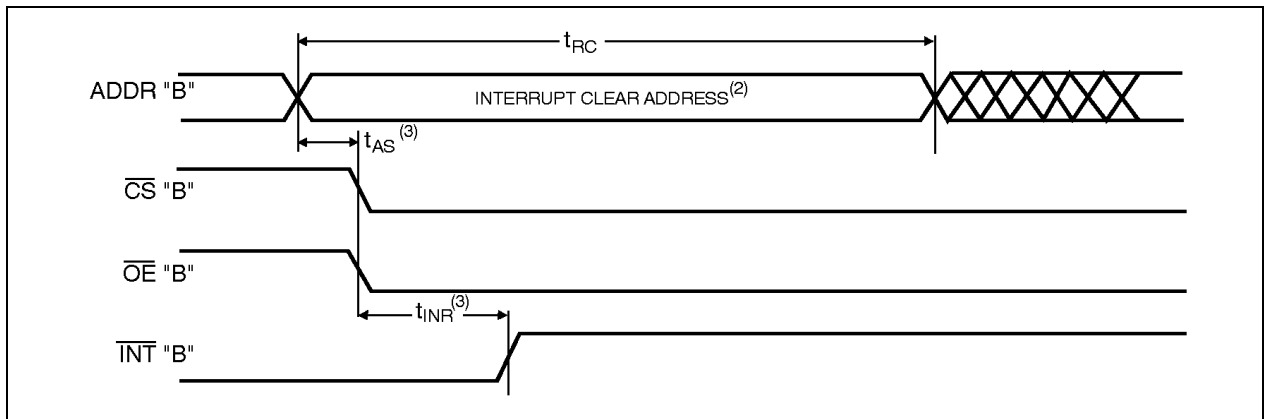 tRC
ADDR "B"
INTERRUPT CLEAR ADDRESS(2)
tAS(3)
CS "B"
OE "B"
tINR(3)
INT "B"